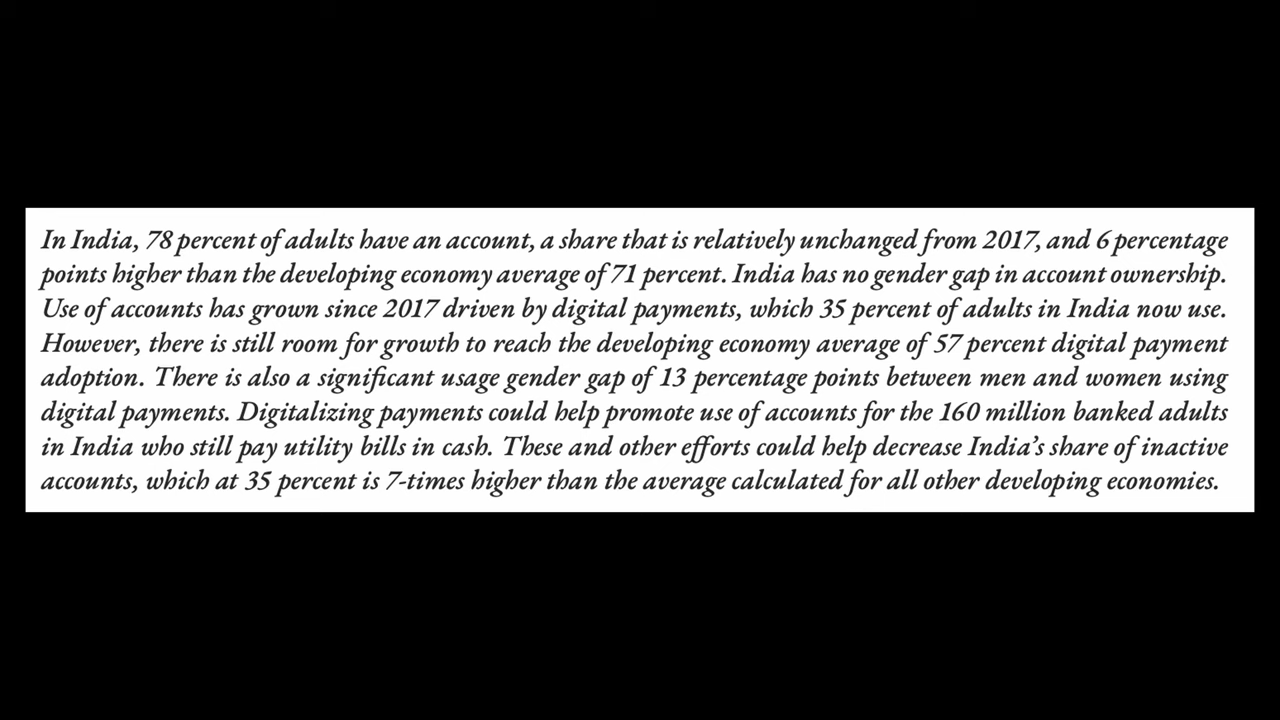 In India, 78 percent of adults have an account, a share that is relatively unchanged from 2017, and 6 percentage
points higher than the developing economy average of 71 percent. India has no gender gap in account ownership.
Use of accounts has grown since 2017 driven by digital payments, which 35 percent of adults in India now use.
However, there is still room for growth to reach the developing economy average of 57 percent digital payment
adoption. There is also a significant usage gender gap of 13 percentage points between men and women using
digital payments. Digitalizing payments could help promote use of accounts for the 160 million banked adults
in India who still pay utility bills in cash. These and other efforts could help decrease India's share of inactive
accounts, which at 35 percent is 7-times higher than the average calculated for all other developing economies.